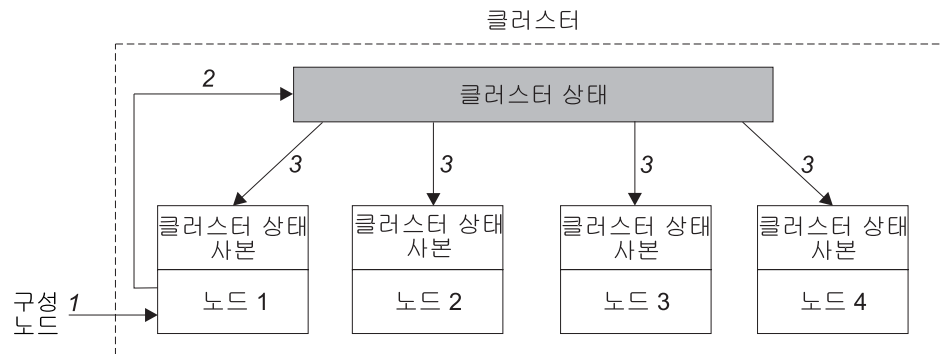 클러스터
2
클러스터 상태
3
3
3
3
클러스터 상태
사본
클러스터 상태
사본
클러스터 상태
사본
클러스터 상태
사본
구성
노드
1
노드 1
노드 2
노드 3
노드 4